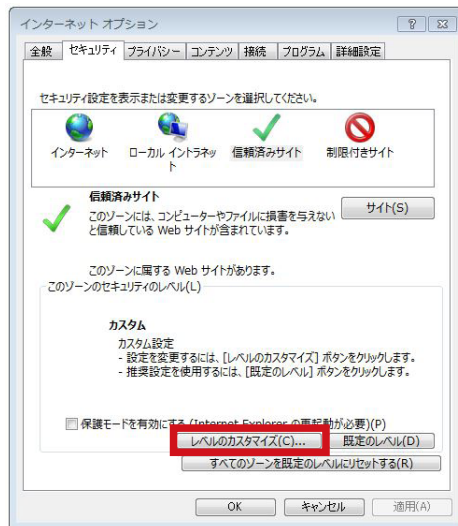 インターネット オプション
全般 セキュリティ プライバシー コンテンツ 接続 プログラム 詳細設定
セキュリティ設定を表示または変更するゾーンを選択してください。
インターネット ローカル イントラネッ 信頼済みサイト 制限付きサイト
ト
信頼済みサイト
サイト(S)
このゾーンには、コンピューターやファイルに損害を与えない
と信頼している Web サイトが含まれています。
このゾーンに属する Web サイトがあります。
このゾーンのセキュリティのレベル(L)
カスタム
カスタム設定
- 設定を変更するには、[レベルのカスタマイズ] ボタンをクリックします。
- 推奨設定を使用するには、[既定のレベル] ボタンをクリックします。
保護モードを有効にする (Internet Explorer の再起動が必要)(P)
レベルのカスタマイズ(C)... 既定のレベル(D)
すべてのゾーンを既定のレベルにリセットする(R)
OK キャンセル 適用(A)